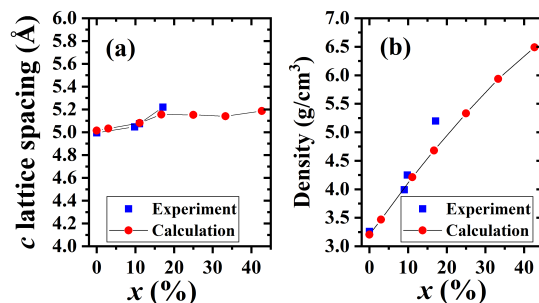 (a)
c lattice spacing (Å)
6.0
5.8
5.6
5.4
5.2
5.0
4.8
4.6
4.4
4.2
4.0
Experiment
Calculation
0 10 20 30 40
x (%)
(b)
Density (g/cm³)
7.0
6.5
6.0
5.5
5.0
4.5
4.0
3.5
3.0
Experiment
Calculation
0 10 20 30 40
x (%)